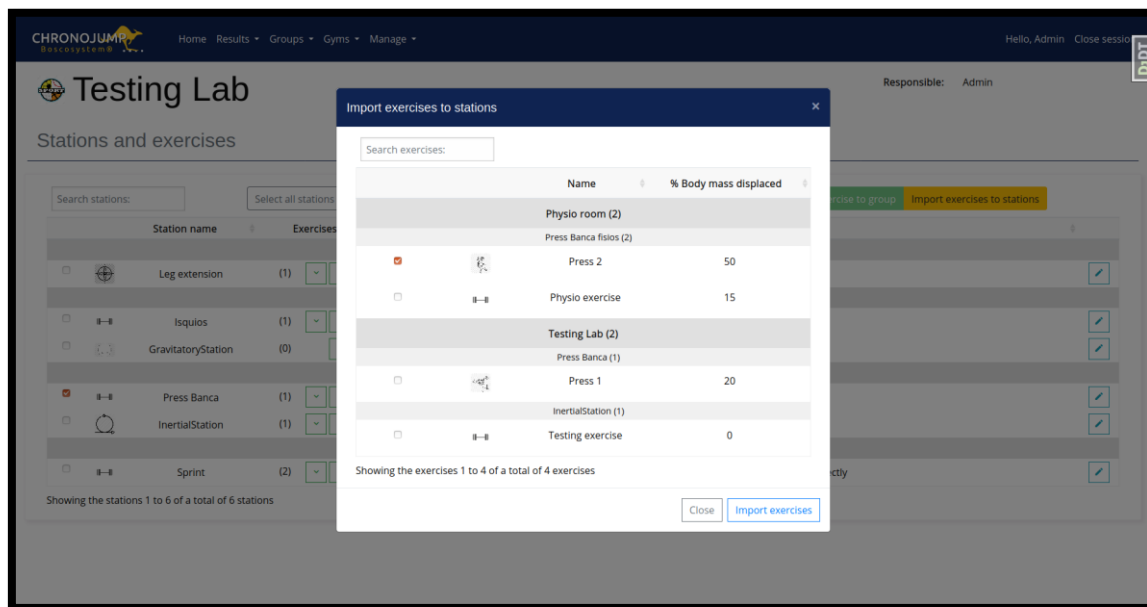 CHRONOJUMP
Boscosystem®
Home Results Groups Gyms Manage
Hello, Admin Close sessio
DjDT
Testing Lab
Responsible: Admin
Stations and exercises
Import exercises to stations ×
Search exercises:
Name % Body mass displaced
Physio room (2)
Press Banca fisios (2)
Press 2 50
Physio exercise 15
Testing Lab (2)
Press Banca (1)
Press 1 20
InertialStation (1)
Testing exercise 0
Showing the exercises 1 to 4 of a total of 4 exercises
Close Import exercises
Search stations: Select all stations rcise to group Import exercises to stations
Station name Exercises
Leg extension (1)
Isquios (1)
GravitatoryStation (0)
Press Banca (1)
InertialStation (1)
Sprint (2) ctly
Showing the stations 1 to 6 of a total of 6 stations